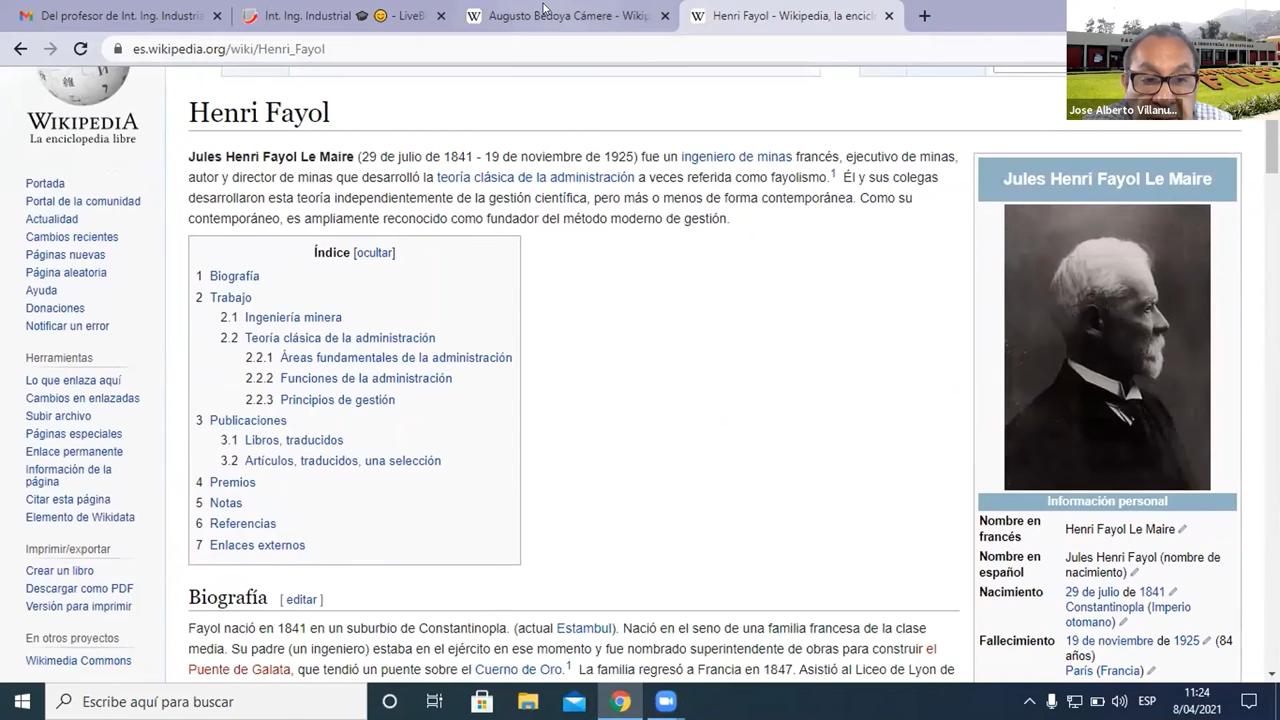 Del profesor de Int. Ing. Industria
Int. Ing. Industrial 🎓 😊 - LiveB
Augusto Bedoya Cámere - Wikip
Henri Fayol - Wikipedia, la encicl
es.wikipedia.org/wiki/Henri_Fayol
Jose Alberto Villanu...
WIKIPEDIA
La enciclopedia libre
Portada
Portal de la comunidad
Actualidad
Cambios recientes
Páginas nuevas
Página aleatoria
Ayuda
Donaciones
Notificar un error
Herramientas
Lo que enlaza aquí
Cambios en enlazadas
Subir archivo
Páginas especiales
Enlace permanente
Información de la
página
Citar esta página
Elemento de Wikidata
Imprimir/exportar
Crear un libro
Descargar como PDF
Versión para imprimir
En otros proyectos
Wikimedia Commons
Henri Fayol
Jules Henri Fayol Le Maire (29 de julio de 1841 - 19 de noviembre de 1925) fue un ingeniero de minas francés, ejecutivo de minas,
autor y director de minas que desarrolló la teoría clásica de la administración a veces referida como fayolismo.1 Él y sus colegas
desarrollaron esta teoría independientemente de la gestión científica, pero más o menos de forma contemporánea. Como su
contemporáneo, es ampliamente reconocido como fundador del método moderno de gestión.
Índice [ocultar]
1 Biografía
2 Trabajo
2.1 Ingeniería minera
2.2 Teoría clásica de la administración
2.2.1 Áreas fundamentales de la administración
2.2.2 Funciones de la administración
2.2.3 Principios de gestión
3 Publicaciones
3.1 Libros, traducidos
3.2 Artículos, traducidos, una selección
4 Premios
5 Notas
6 Referencias
7 Enlaces externos
Biografía [ editar ]
Fayol nació en 1841 en un suburbio de Constantinopla. (actual Estambul). Nació en el seno de una familia francesa de la clase
media. Su padre (un ingeniero) estaba en el ejército en ese momento y fue nombrado superintendente de obras para construir el
Puente de Galata, que tendió un puente sobre el Cuerno de Oro.1 La familia regresó a Francia en 1847. Asistió al Liceo de Lyon de
Jules Henri Fayol Le Maire
Información personal
Nombre en
francés
Henri Fayol Le Maire
Nombre en
español
Jules Henri Fayol (nombre de
nacimiento)
Nacimiento
29 de julio de 1841
Constantinopla (Imperio
otomano)
Fallecimiento
19 de noviembre de 1925 (84
años)
París (Francia)
Escribe aquí para buscar
ESP
11:24
8/04/2021